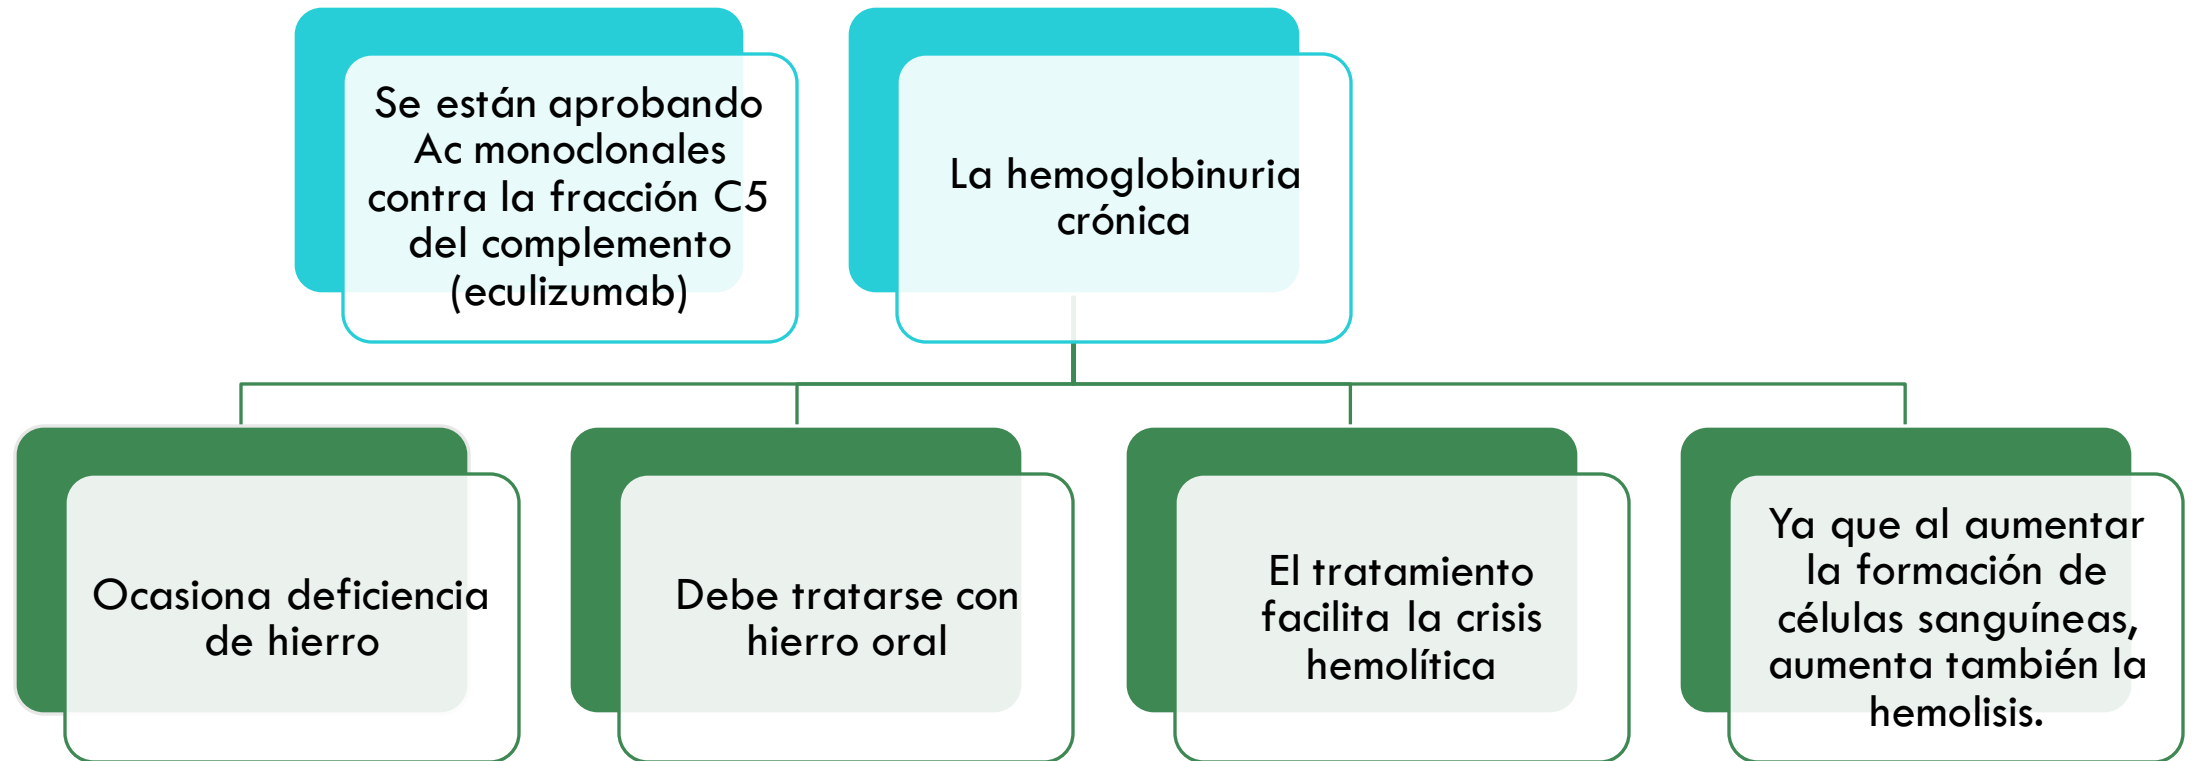 Se están aprobando
Ac monoclonales
contra la fracción C5
del complemento
(eculizumab)
La hemoglobinuria
crónica
Ocasiona deficiencia
de hierro
Debe tratarse con
hierro oral
El tratamiento
facilita la crisis
hemolítica
Ya que al aumentar
la formación de
células sanguíneas,
aumenta también la
hemolisis.